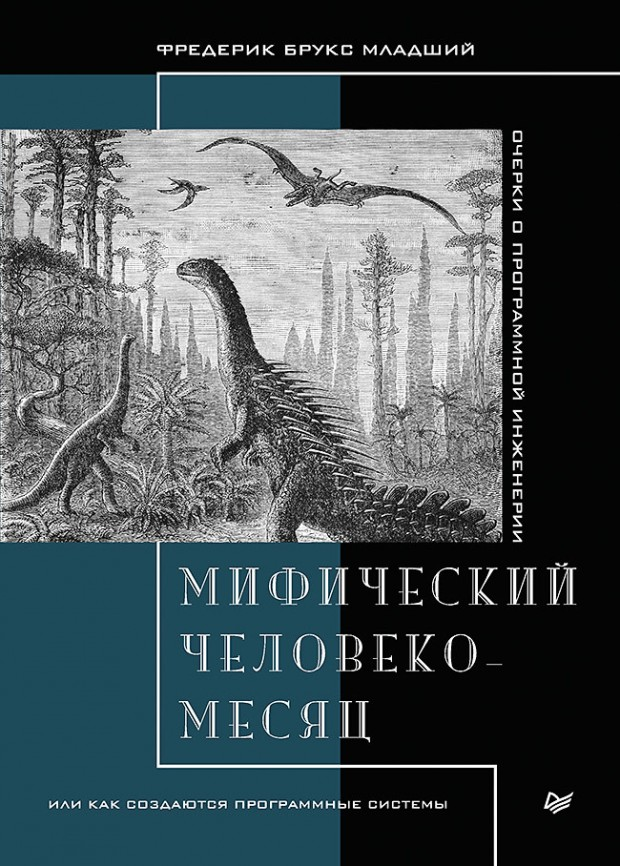 ФРЕДЕРИК БРУКС МЛАДШИЙ
ОЧЕРКИ О ПРОГРАММНОЙ ИНЖЕНЕРИИ
МИФИЧЕСКИЙ
ЧЕЛОВЕКО-
МЕСЯЦ
ИЛИ КАК СОЗДАЮТСЯ ПРОГРАММНЫЕ СИСТЕМЫ